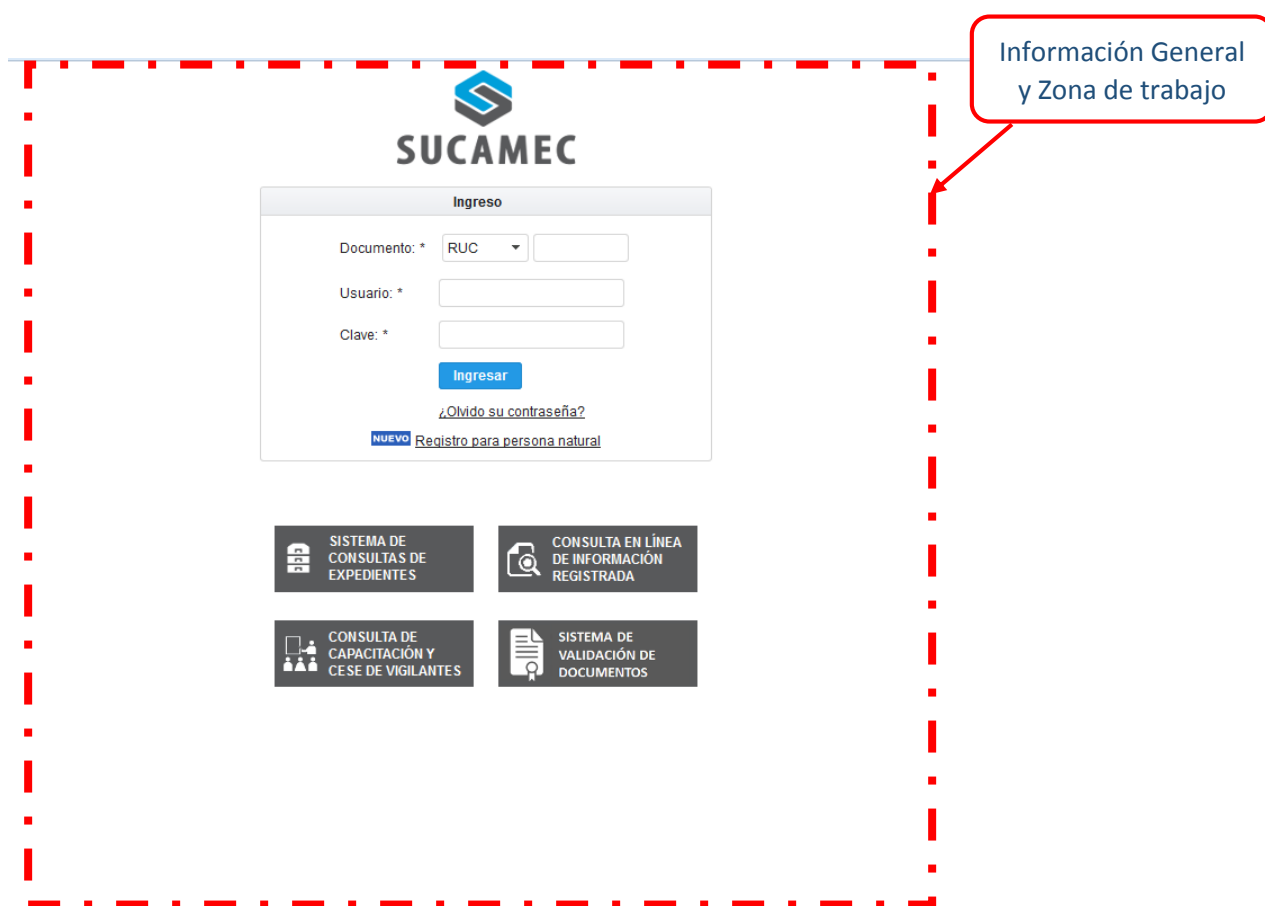 Información General
y Zona de trabajo
SUCAMEC
Ingreso
Documento: * RUC
Usuario: *
Clave: *
Ingresar
¿Olvido su contraseña?
NUEVO Registro para persona natural
SISTEMA DE
CONSULTAS DE
EXPEDIENTES
CONSULTA EN LÍNEA
DE INFORMACIÓN
REGISTRADA
CONSULTA DE
CAPACITACIÓN Y
CESE DE VIGILANTES
SISTEMA DE
VALIDACIÓN DE
DOCUMENTOS